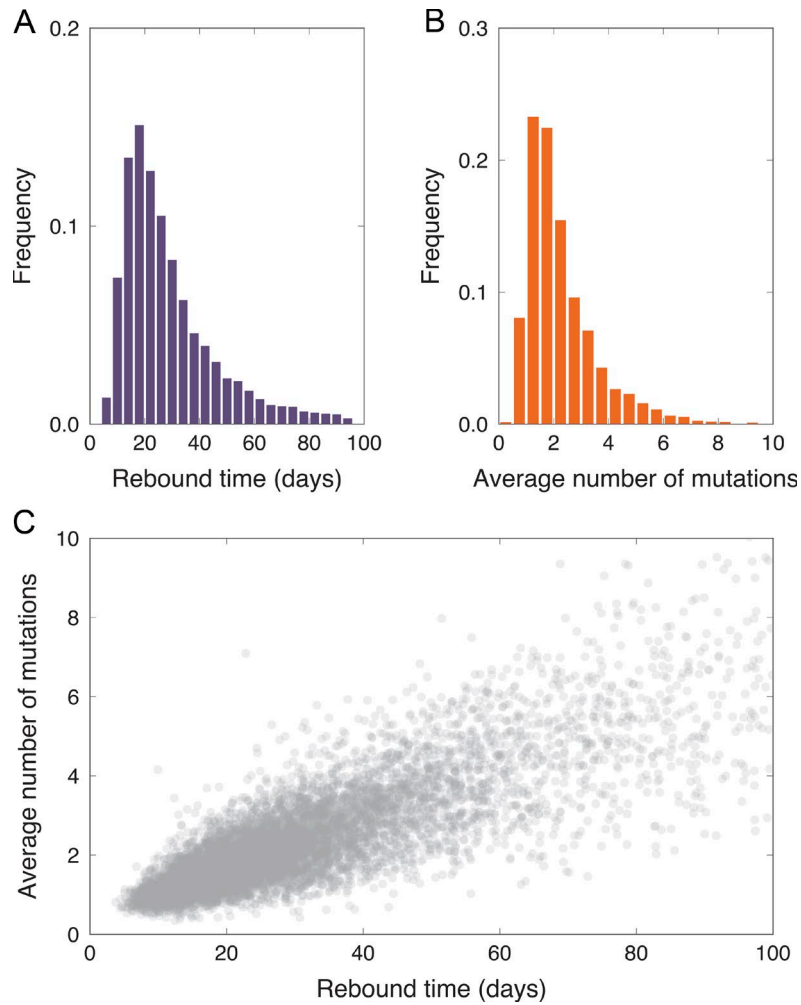 A
0.2
0.1
0.0
Frequency
0 20 40 60 80 100
Rebound time (days)
B
0.3
0.2
0.1
0.0
Frequency
0 2 4 6 8 10
Average number of mutations
C
10
8
6
4
2
0
Average number of mutations
0 20 40 60 80 100
Rebound time (days)